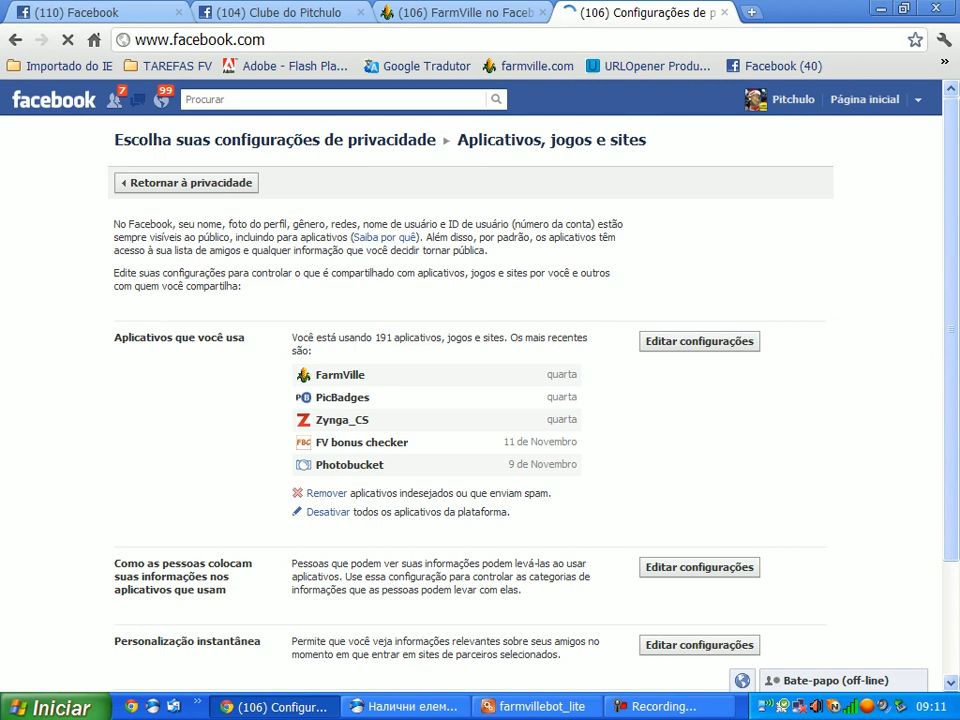 (110) Facebook
(104) Clube do Pitchulo
(106) FarmVille no Faceb
(106) Configurações de p
www.facebook.com
Importado do IE
TAREFAS FV
Adobe - Flash Pla...
Google Tradutor
farmville.com
URLOpener Produ...
Facebook (40)
»
facebook
7
99
Procurar
Pitchulo
Página inicial
Escolha suas configurações de privacidade ▸ Aplicativos, jogos e sites
Retornar à privacidade
No Facebook, seu nome, foto do perfil, gênero, redes, nome de usuário e ID de usuário (número da conta) estão
sempre visíveis ao público, incluindo para aplicativos (Saiba por quê). Além disso, por padrão, os aplicativos têm
acesso à sua lista de amigos e qualquer informação que você decidir tornar pública.
Edite suas configurações para controlar o que é compartilhado com aplicativos, jogos e sites por você e outros
com quem você compartilha:
Aplicativos que você usa
Você está usando 191 aplicativos, jogos e sites. Os mais recentes
são:
Editar configurações
FarmVille quarta
PicBadges quarta
Zynga_CS quarta
FBC FV bonus checker 11 de Novembro
Photobucket 9 de Novembro
Remover aplicativos indesejados ou que enviam spam.
Desativar todos os aplicativos da plataforma.
Como as pessoas colocam
suas informações nos
aplicativos que usam
Pessoas que podem ver suas informações podem levá-las ao usar
aplicativos. Use essa configuração para controlar as categorias de
informações que as pessoas podem levar com elas.
Editar configurações
Personalização instantânea
Permite que você veja informações relevantes sobre seus amigos no
momento em que entrar em sites de parceiros selecionados.
Editar configurações
Bate-papo (off-line)
Iniciar
»
(106) Configur...
Налични елем...
farmvillebot_lite
Recording...
09:11